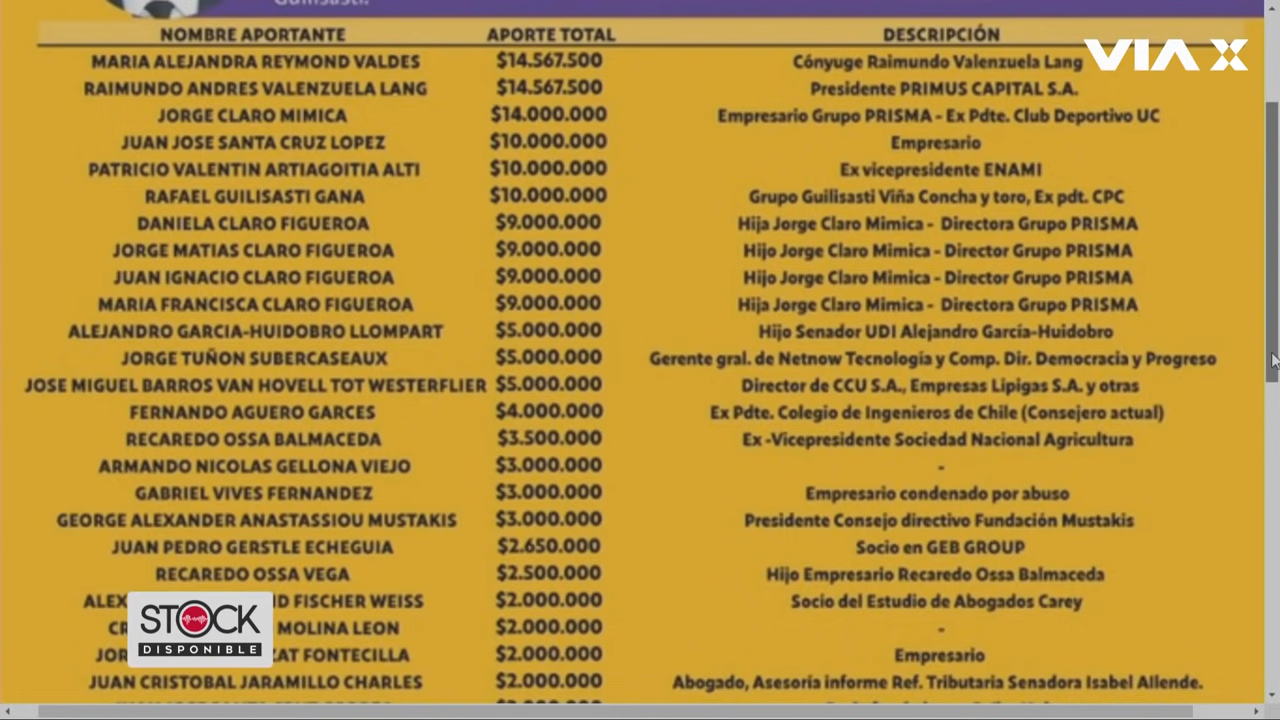 Guilisasti.
NOMBRE APORTANTE APORTE TOTAL DESCRIPCIÓN
VIA X
MARIA ALEJANDRA REYMOND VALDES $14.567.500 Cónyuge Raimundo Valenzuela Lang
RAIMUNDO ANDRES VALENZUELA LANG $14.567.500 Presidente PRIMUS CAPITAL S.A.
JORGE CLARO MIMICA $14.000.000 Empresario Grupo PRISMA - Ex Pdte. Club Deportivo UC
JUAN JOSE SANTA CRUZ LOPEZ $10.000.000 Empresario
PATRICIO VALENTIN ARTIAGOITIA ALTI $10.000.000 Ex vicepresidente ENAMI
RAFAEL GUILISASTI GANA $10.000.000 Grupo Guilisasti Viña Concha y toro, Ex pdt. CPC
DANIELA CLARO FIGUEROA $9.000.000 Hija Jorge Claro Mimica - Directora Grupo PRISMA
JORGE MATIAS CLARO FIGUEROA $9.000.000 Hijo Jorge Claro Mimica - Director Grupo PRISMA
JUAN IGNACIO CLARO FIGUEROA $9.000.000 Hijo Jorge Claro Mimica - Director Grupo PRISMA
MARIA FRANCISCA CLARO FIGUEROA $9.000.000 Hija Jorge Claro Mimica - Directora Grupo PRISMA
ALEJANDRO GARCIA-HUIDOBRO LLOMPART $5.000.000 Hijo Senador UDI Alejandro García-Huidobro
JORGE TUÑON SUBERCASEAUX $5.000.000 Gerente gral. de Netnow Tecnología y Comp. Dir. Democracia y Progreso
JOSE MIGUEL BARROS VAN HOVELL TOT WESTERFLIER $5.000.000 Director de CCU S.A., Empresas Lipigas S.A. y otras
FERNANDO AGUERO GARCES $4.000.000 Ex Pdte. Colegio de Ingenieros de Chile (Consejero actual)
RECAREDO OSSA BALMACEDA $3.500.000 Ex -Vicepresidente Sociedad Nacional Agricultura
ARMANDO NICOLAS GELLONA VIEJO $3.000.000 -
GABRIEL VIVES FERNANDEZ $3.000.000 Empresario condenado por abuso
GEORGE ALEXANDER ANASTASSIOU MUSTAKIS $3.000.000 Presidente Consejo directivo Fundación Mustakis
JUAN PEDRO GERSTLE ECHEGUIA $2.650.000 Socio en GEB GROUP
RECAREDO OSSA VEGA $2.500.000 Hijo Empresario Recaredo Ossa Balmaceda
FISCHER WEISS $2.000.000 Socio del Estudio de Abogados Carey
MOLINA LEON $2.000.000 -
FONTECILLA $2.000.000 Empresario
JUAN CRISTOBAL JARAMILLO CHARLES $2.000.000 Abogado, Asesoría informe Ref. Tributaria Senadora Isabel Allende.
STOCK
DISPONIBLE